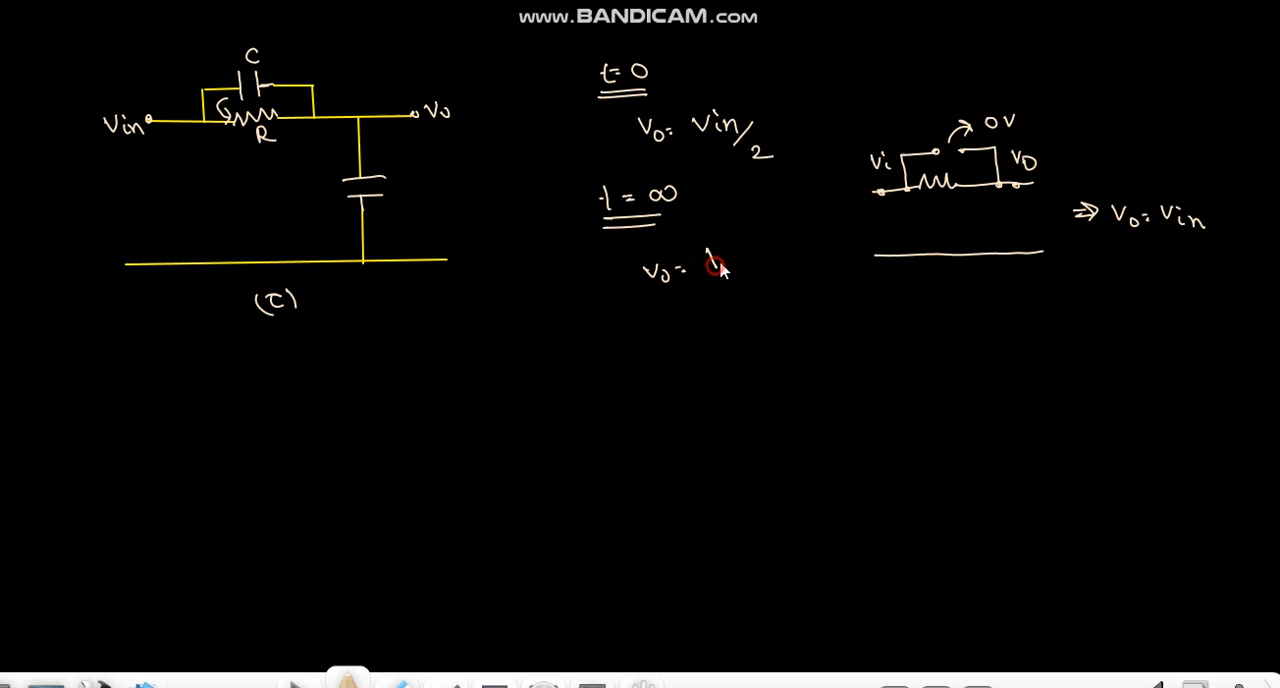 www.BANDICAM.com
C
Vin
R
Vo
(c)
t=0
Vo= Vin/2
t = ∞
Vo=
0V
Vi
Vo
⇒ Vo= Vin